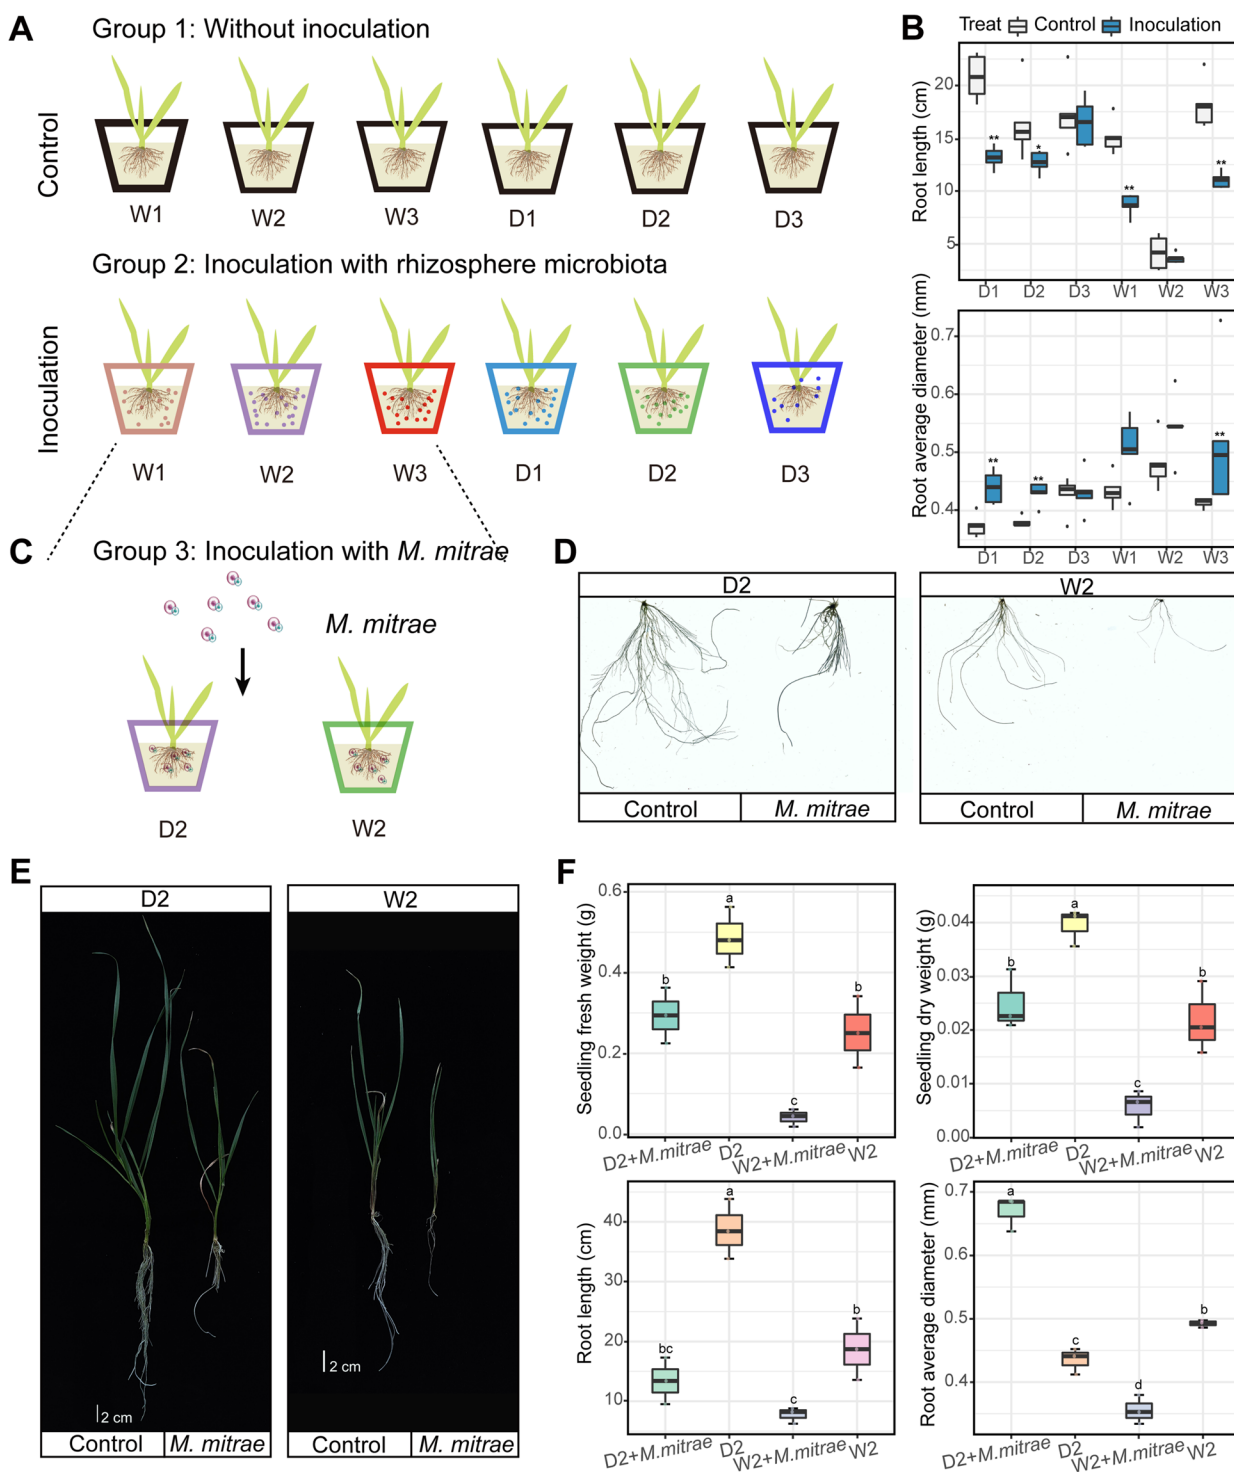 A
Group 1: Without inoculation
Control
W1 W2 W3 D1 D2 D3
Group 2: Inoculation with rhizosphere microbiota
Inoculation
W1 W2 W3 D1 D2 D3
B
Treat Control Inoculation
Root length (cm)
20
15
10
5
** * ** **
D1 D2 D3 W1 W2 W3
Root average diameter (mm)
0.7
0.6
0.5
0.4
** ** **
D1 D2 D3 W1 W2 W3
C
Group 3: Inoculation with M. mitrae
M. mitrae
D2 W2
D
D2
Control M. mitrae
W2
Control M. mitrae
E
D2
2 cm
Control M. mitrae
W2
2 cm
Control M. mitrae
F
Seedling fresh weight (g)
0.6
0.4
0.2
0.0
b a c b
D2+M.mitrae D2 W2+M.mitrae W2
Seedling dry weight (g)
0.04
0.03
0.02
0.01
0.00
b a c b
D2+M.mitrae D2 W2+M.mitrae W2
Root length (cm)
40
30
20
10
bc a c b
D2+M.mitrae D2 W2+M.mitrae W2
Root average diameter (mm)
0.7
0.6
0.5
0.4
a c d b
D2+M.mitrae D2 W2+M.mitrae W2